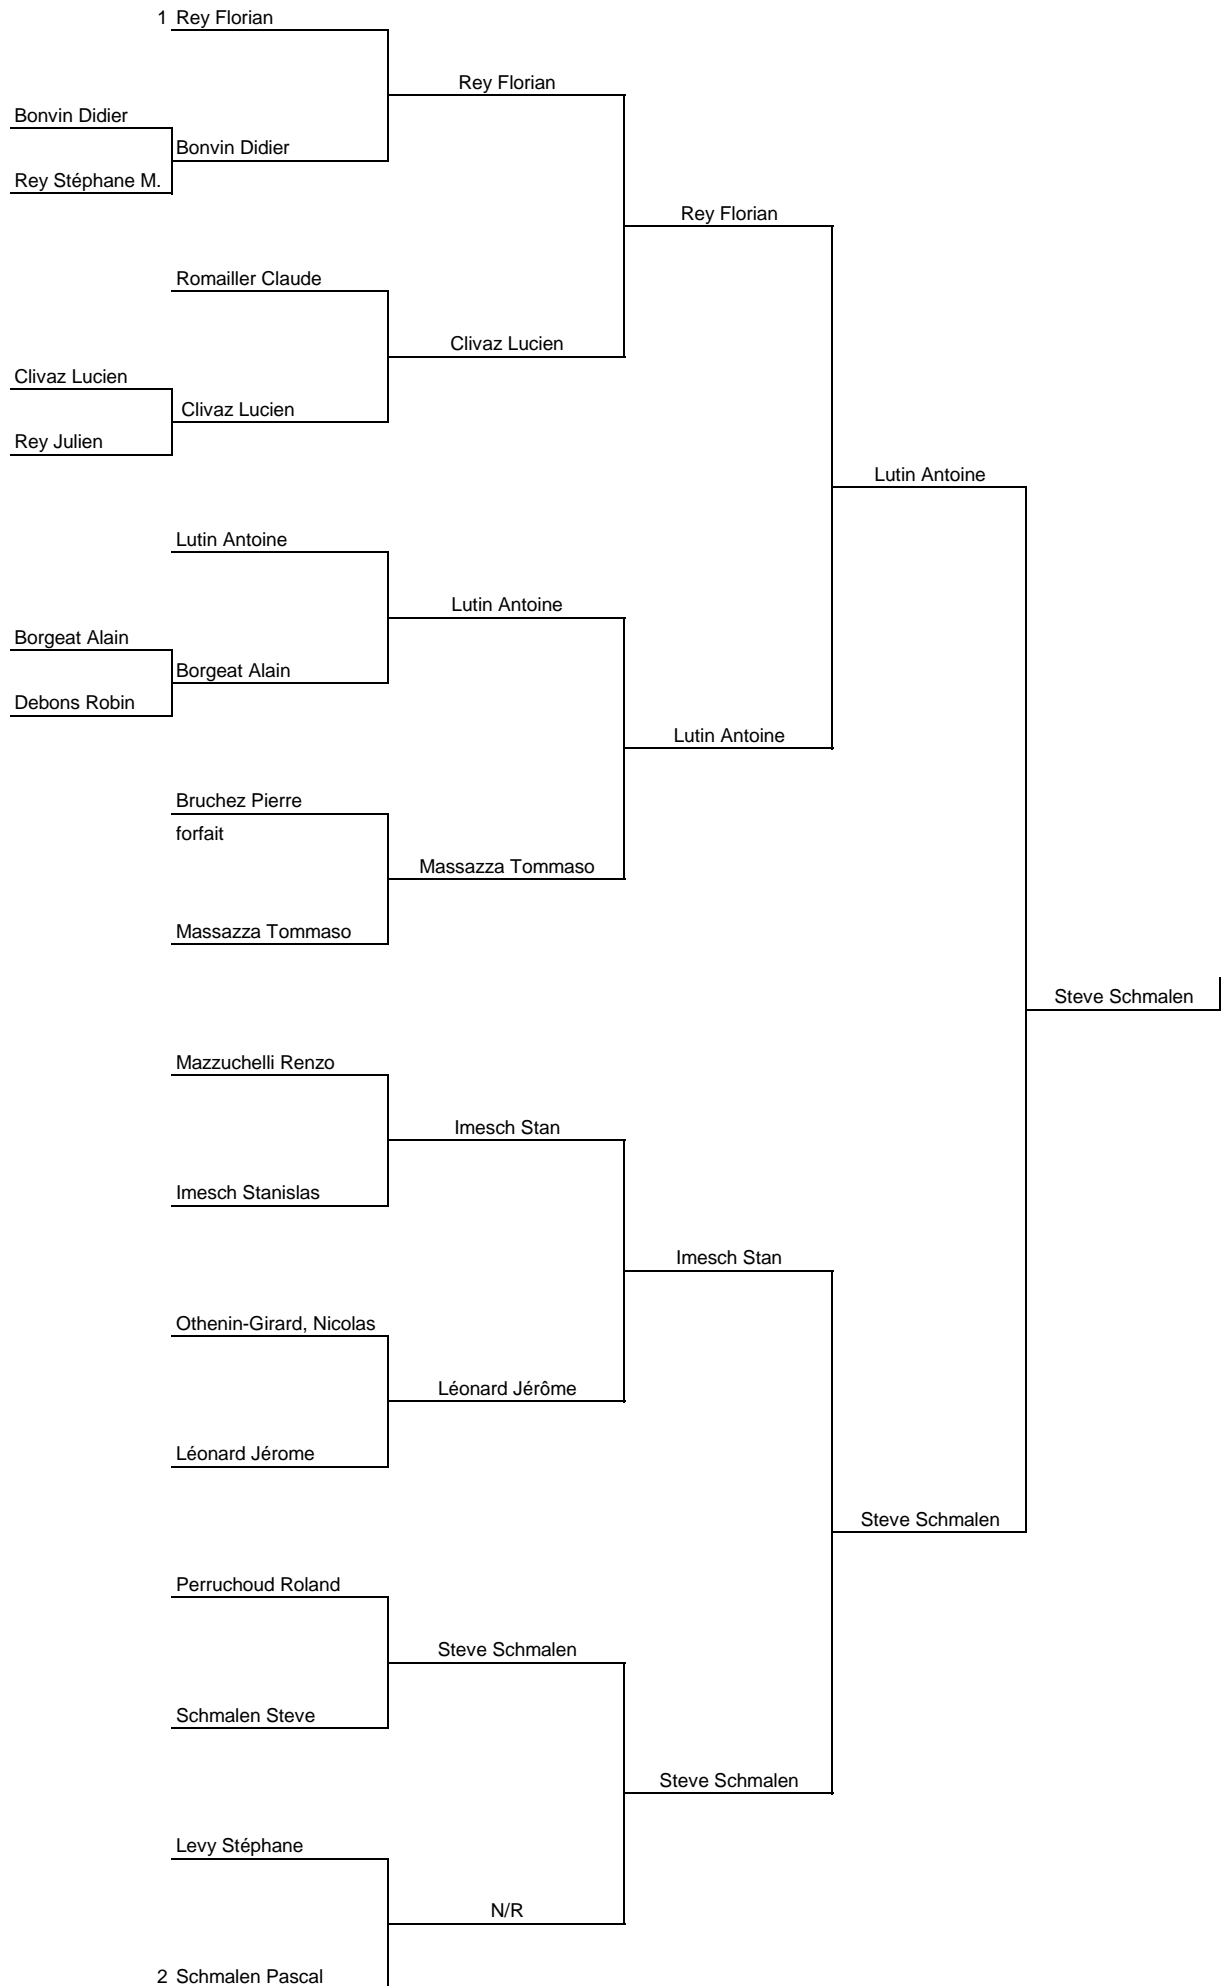 1 Rey Florian
Rey Florian
Bonvin Didier
Bonvin Didier
Rey Stéphane M.
Rey Florian
Romailler Claude
Clivaz Lucien
Clivaz Lucien
Clivaz Lucien
Rey Julien
Lutin Antoine
Lutin Antoine
Lutin Antoine
Borgeat Alain
Borgeat Alain
Debons Robin
Lutin Antoine
Bruchez Pierre
forfait
Massazza Tommaso
Massazza Tommaso
Steve Schmalen
Mazzuchelli Renzo
Imesch Stan
Imesch Stanislas
Imesch Stan
Othenin-Girard, Nicolas
Léonard Jérôme
Léonard Jérome
Steve Schmalen
Perruchoud Roland
Steve Schmalen
Schmalen Steve
Steve Schmalen
Levy Stéphane
N/R
2 Schmalen Pascal